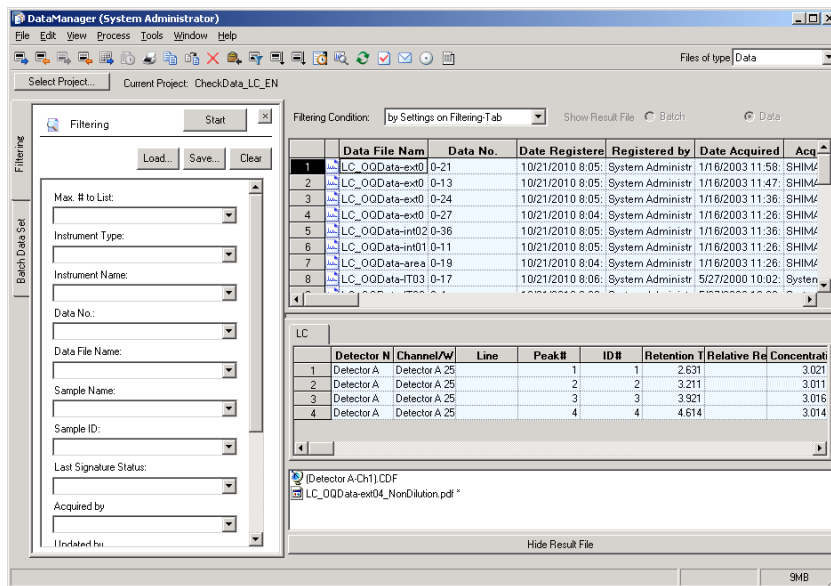 DataManager (System Administrator)
File Edit View Process Tools Window Help
Files of type Data
Select Project... Current Project: CheckData_LC_EN
Filtering
Batch Data Set
Filtering Start
Load... Save... Clear
Max. # to List:
Instrument Type:
Instrument Name:
Data No.:
Data File Name:
Sample Name:
Sample ID:
Last Signature Status:
Acquired by
Updated by
Filtering Condition: by Settings on Filtering-Tab Show Result File Batch Data
Data File Nam Data No. Date Registere Registered by Date Acquired Acq
1 LC_OQData-ext0 0-21 10/21/2010 8:05: System Administr 1/16/2003 11:58: SHIMA
2 LC_OQData-ext0 0-13 10/21/2010 8:05: System Administr 1/16/2003 11:47: SHIMA
3 LC_OQData-ext0 0-24 10/21/2010 8:05: System Administr 1/16/2003 11:36: SHIMA
4 LC_OQData-ext0 0-27 10/21/2010 8:04: System Administr 1/16/2003 11:26: SHIMA
5 LC_OQData-int02 0-36 10/21/2010 8:05: System Administr 1/16/2003 11:36: SHIMA
6 LC_OQData-int01 0-11 10/21/2010 8:05: System Administr 1/16/2003 11:26: SHIMA
7 LC_OQData-area 0-19 10/21/2010 8:04: System Administr 1/16/2003 11:26: SHIMA
8 LC_OQData-IT03 0-17 10/21/2010 8:06: System Administr 5/27/2000 10:02: System
LC
Detector N Channel/W Line Peak# ID# Retention T Relative Re Concentrati
1 Detector A Detector A 25 1 1 2.631 3.021
2 Detector A Detector A 25 2 2 3.211 3.011
3 Detector A Detector A 25 3 3 3.921 3.016
4 Detector A Detector A 25 4 4 4.614 3.014
(Detector A-Ch1).CDF
LC_OQData-ext04_NonDilution.pdf *
Hide Result File
9MB